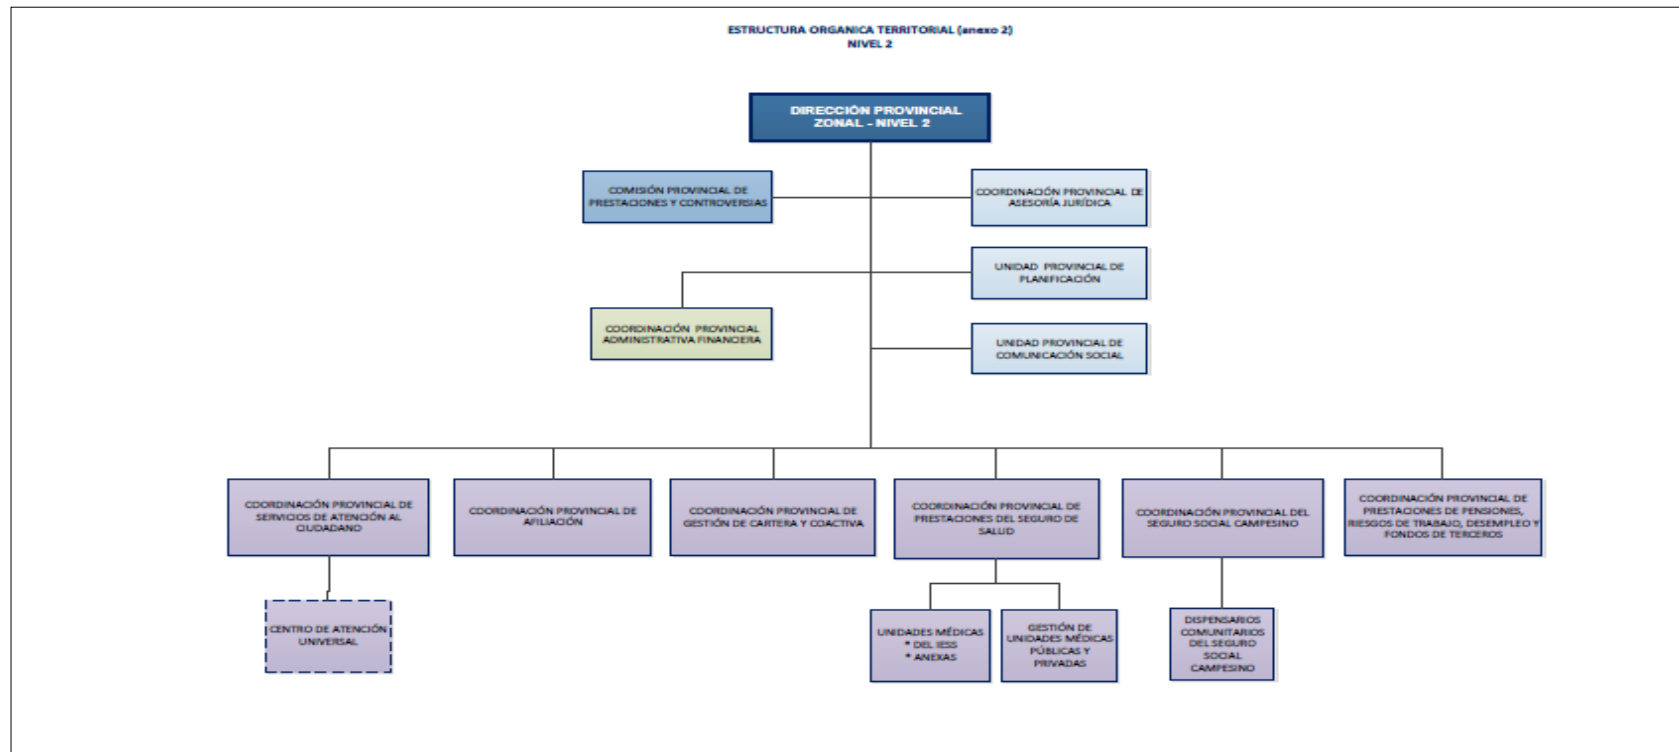 ESTRUCTURA ORGANICA TERRITORIAL (anexo 2)
NIVEL 2
DIRECCIÓN PROVINCIAL
ZONAL - NIVEL 2
COMISIÓN PROVINCIAL DE
PRESTACIONES Y CONTROVERSIAS
COORDINACIÓN PROVINCIAL DE
ASESORÍA JURÍDICA
UNIDAD PROVINCIAL DE
PLANIFICACIÓN
COORDINACIÓN PROVINCIAL
ADMINISTRATIVA FINANCIERA
UNIDAD PROVINCIAL DE
COMUNICACIÓN SOCIAL
COORDINACIÓN PROVINCIAL DE
SERVICIOS DE ATENCIÓN AL
CIUDADANO
COORDINACIÓN PROVINCIAL DE
AFILIACIÓN
COORDINACIÓN PROVINCIAL DE
GESTIÓN DE CARTERA Y COACTIVA
COORDINACIÓN PROVINCIAL DE
PRESTACIONES DEL SEGURO DE
SALUD
COORDINACIÓN PROVINCIAL DEL
SEGURO SOCIAL CAMPESINO
COORDINACIÓN PROVINCIAL DE
PRESTACIONES DE PENSIONES,
RIESGOS DE TRABAJO, DESEMPLEO Y
FONDOS DE TERCEROS
CENTRO DE ATENCIÓN
UNIVERSAL
UNIDADES MÉDICAS
* DEL IESS
* ANEXAS
GESTIÓN DE
UNIDADES MÉDICAS
PÚBLICAS Y
PRIVADAS
DISPENSARIOS
COMUNITARIOS
DEL SEGURO
SOCIAL
CAMPESINO